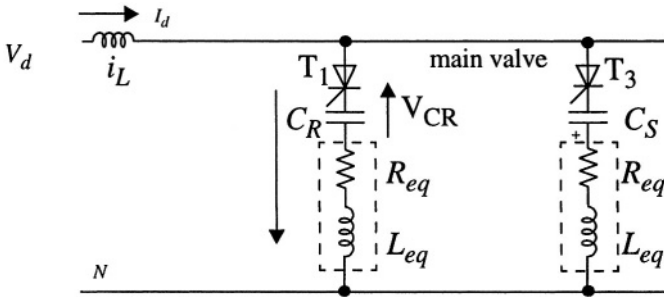 I_d
V_d
i_L
T_1
main valve
T_3
C_R
V_CR
C_S
+
R_eq
R_eq
L_eq
L_eq
N